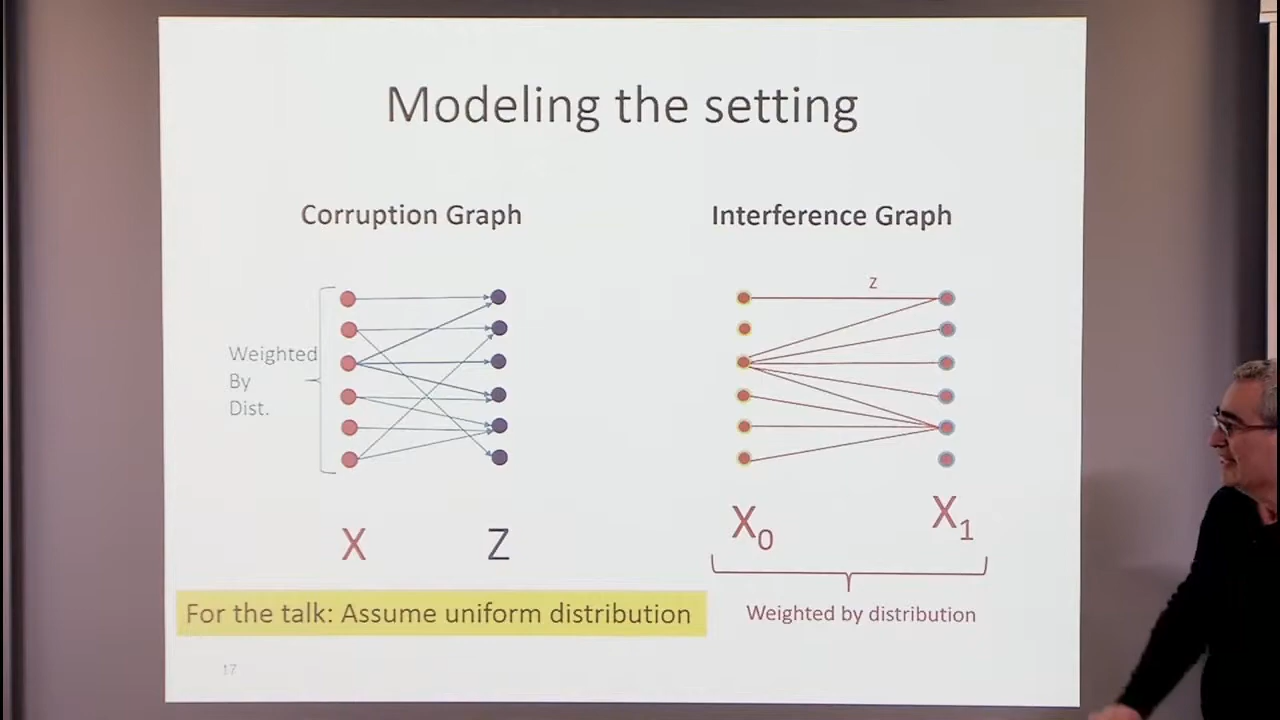 Modeling the setting
Corruption Graph
Interference Graph
z
Weighted
By
Dist.
X
Z
X0
X1
For the talk: Assume uniform distribution
Weighted by distribution
17